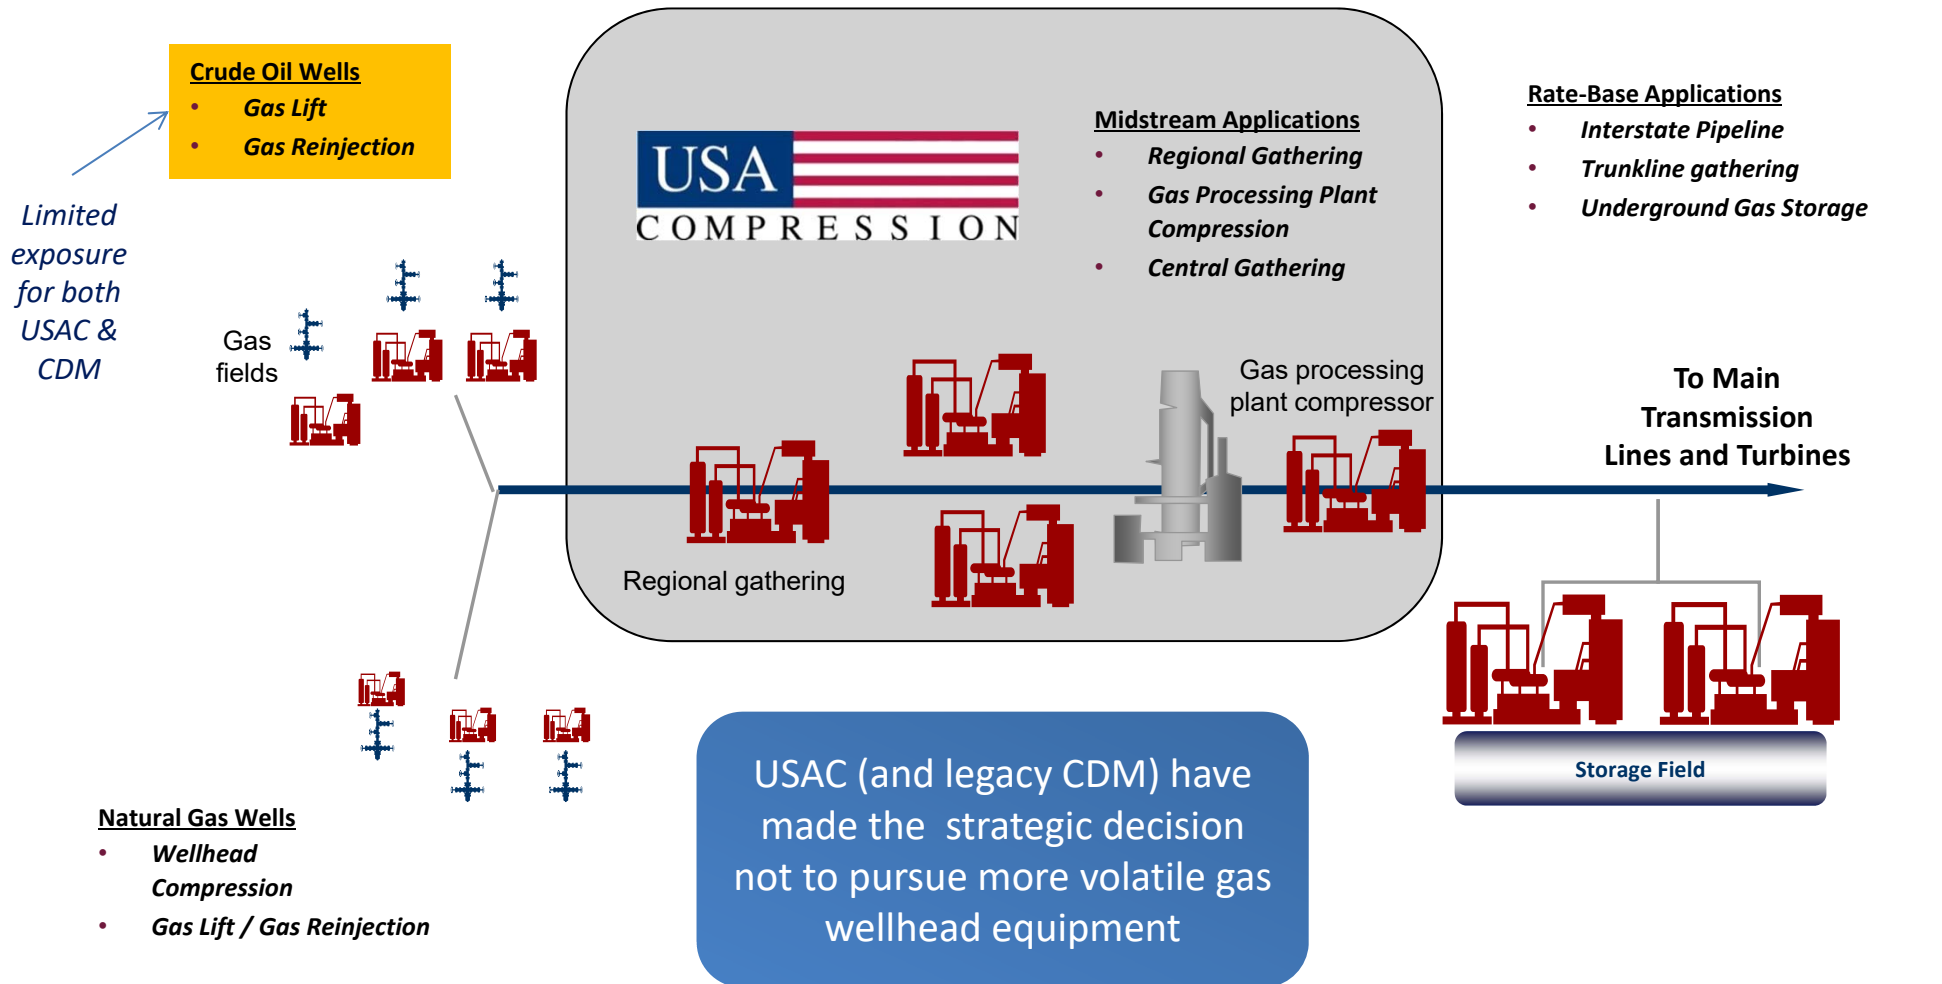 Crude Oil Wells
• Gas Lift
• Gas Reinjection
Limited
exposure
for both
USAC &
CDM
Gas
fields
USA
COMPRESSION
Midstream Applications
• Regional Gathering
• Gas Processing Plant
Compression
• Central Gathering
Rate-Base Applications
• Interstate Pipeline
• Trunkline gathering
• Underground Gas Storage
Gas processing
plant compressor
To Main
Transmission
Lines and Turbines
Regional gathering
Storage Field
Natural Gas Wells
• Wellhead
Compression
• Gas Lift / Gas Reinjection
USAC (and legacy CDM) have
made the strategic decision
not to pursue more volatile gas
wellhead equipment